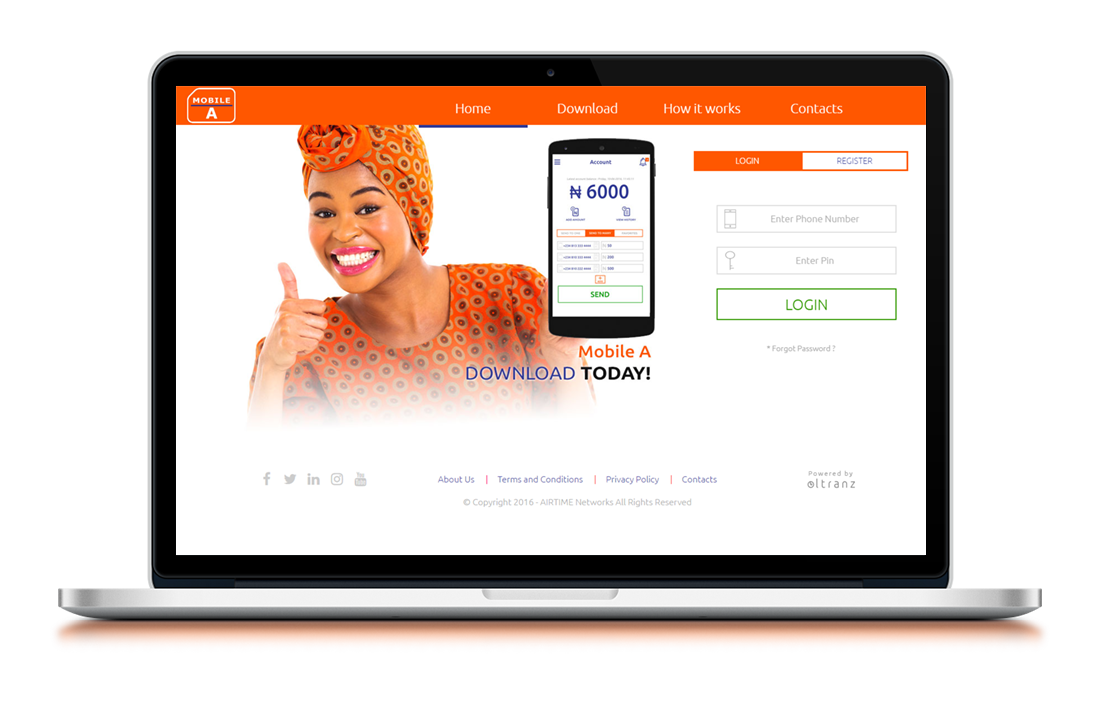 MOBILE
A
Home
Download
How it works
Contacts
LOGIN
REGISTER
Account
₦ 6000
SEND
Enter Phone Number
Enter Pin
LOGIN
* Forgot Password ?
Mobile A
DOWNLOAD TODAY!
About Us | Terms and Conditions | Privacy Policy | Contacts
© Copyright 2016 - AIRTIME Networks All Rights Reserved
Powered by
oltranz